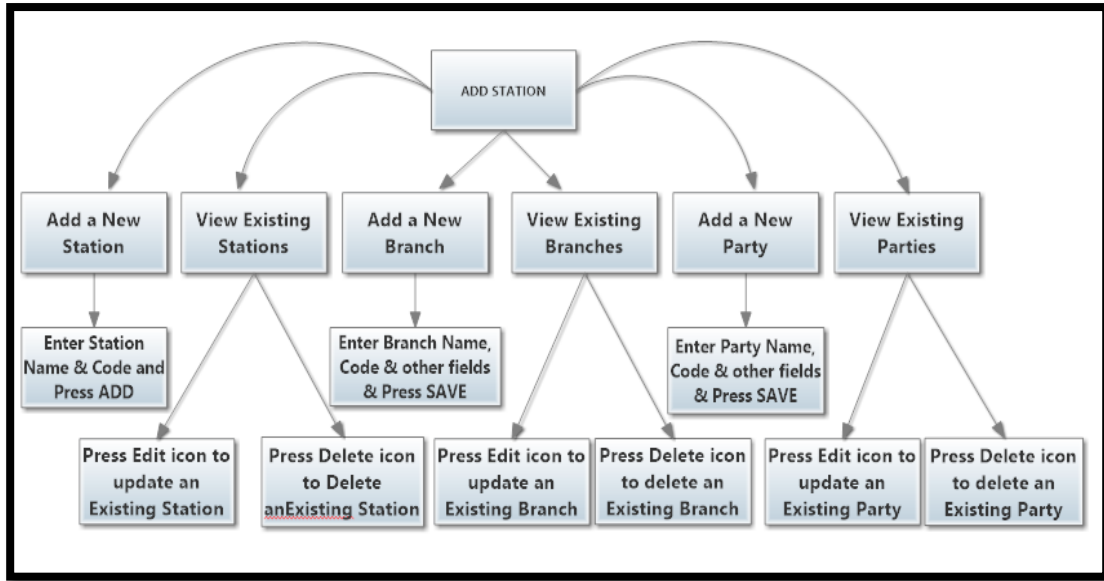 ADD STATION
Add a New
Station
View Existing
Stations
Add a New
Branch
View Existing
Branches
Add a New
Party
View Existing
Parties
Enter Station
Name & Code and
Press ADD
Enter Branch Name,
Code & other fields
& Press SAVE
Enter Party Name,
Code & other fields
& Press SAVE
Press Edit icon to
update an
Existing Station
Press Delete icon
to Delete
anExisting Station
Press Edit icon to
update an
Existing Branch
Press Delete icon
to delete an
Existing Branch
Press Edit icon to
update an
Existing Party
Press Delete icon
to delete an
Existing Party